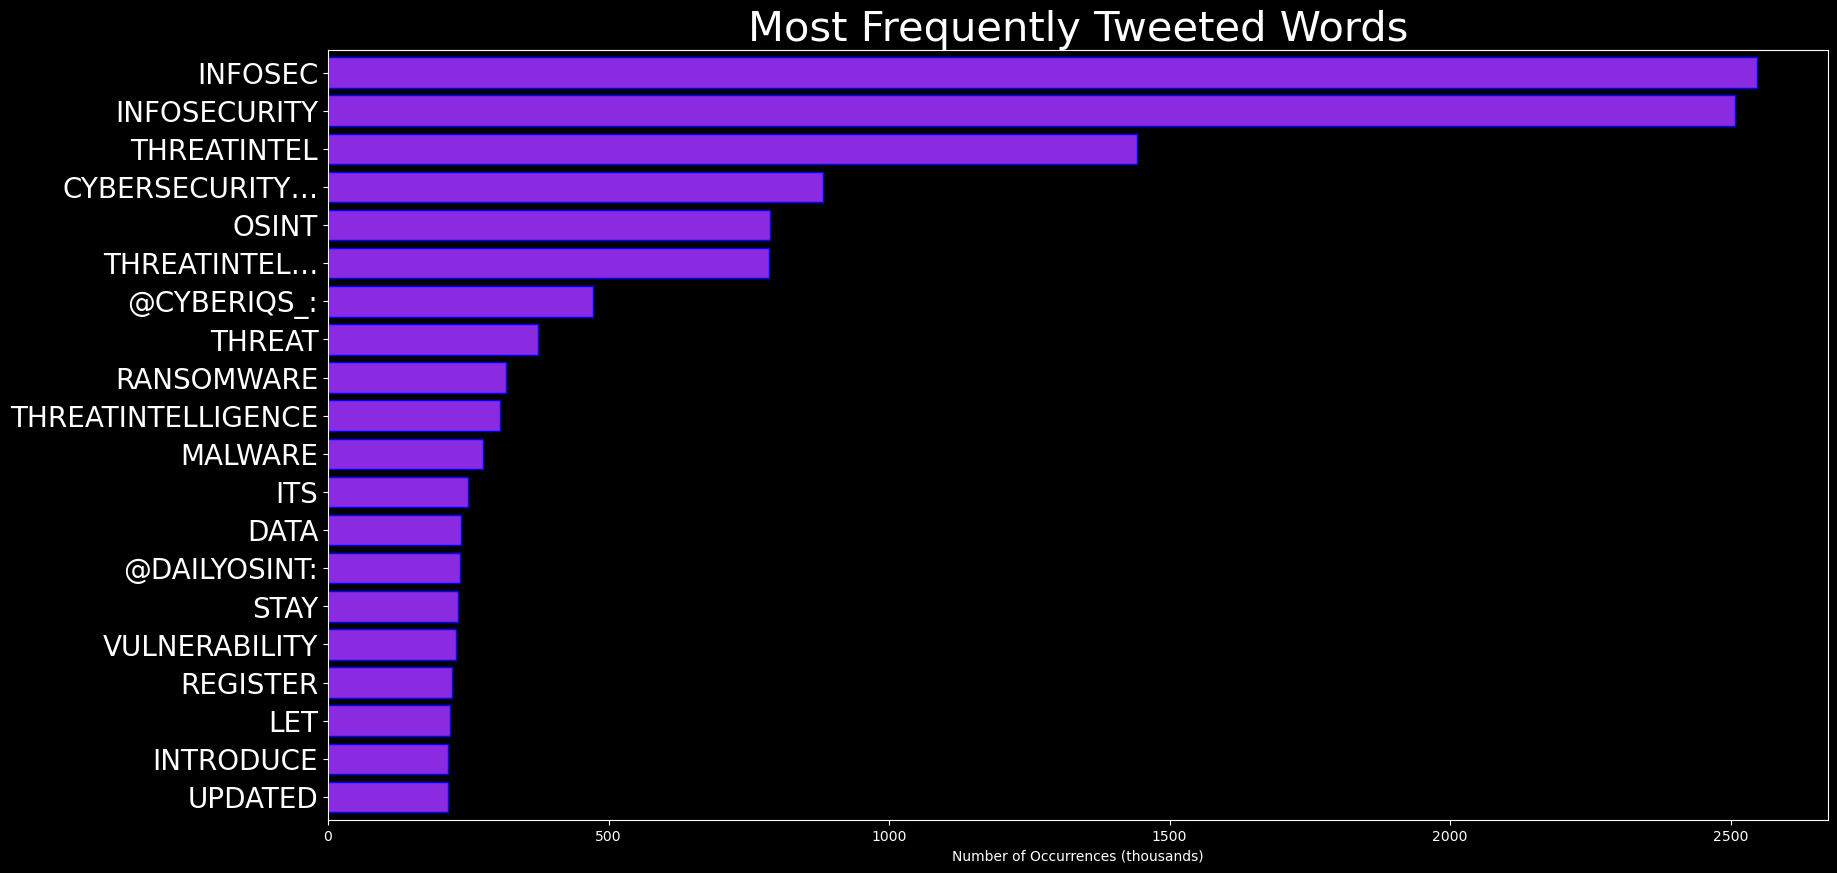 Most Frequently Tweeted Words
INFOSEC
INFOSECURITY
THREATINTEL
CYBERSECURITY…
OSINT
THREATINTEL…
@CYBERIQS_:
THREAT
RANSOMWARE
THREATINTELLIGENCE
MALWARE
ITS
DATA
@DAILYOSINT:
STAY
VULNERABILITY
REGISTER
LET
INTRODUCE
UPDATED
0 500 1000 1500 2000 2500
Number of Occurrences (thousands)